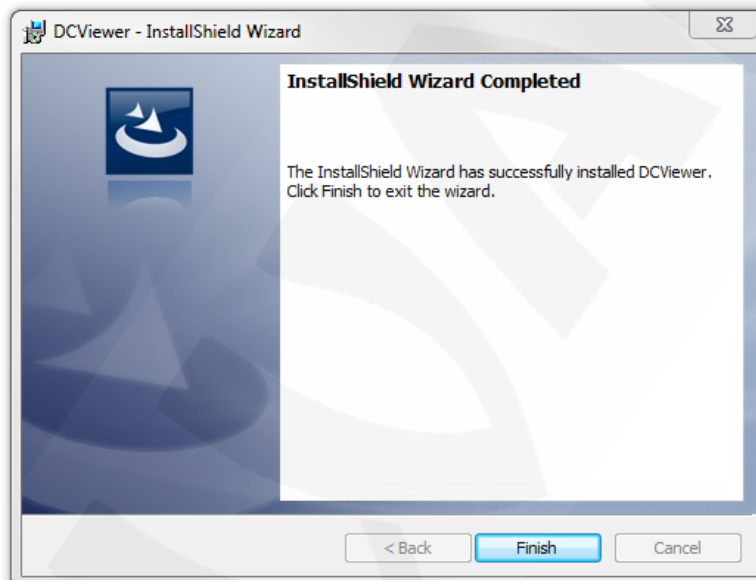 DCViewer - InstallShield Wizard
InstallShield Wizard Completed
The InstallShield Wizard has successfully installed DCViewer.
Click Finish to exit the wizard.
< Back
Finish
Cancel